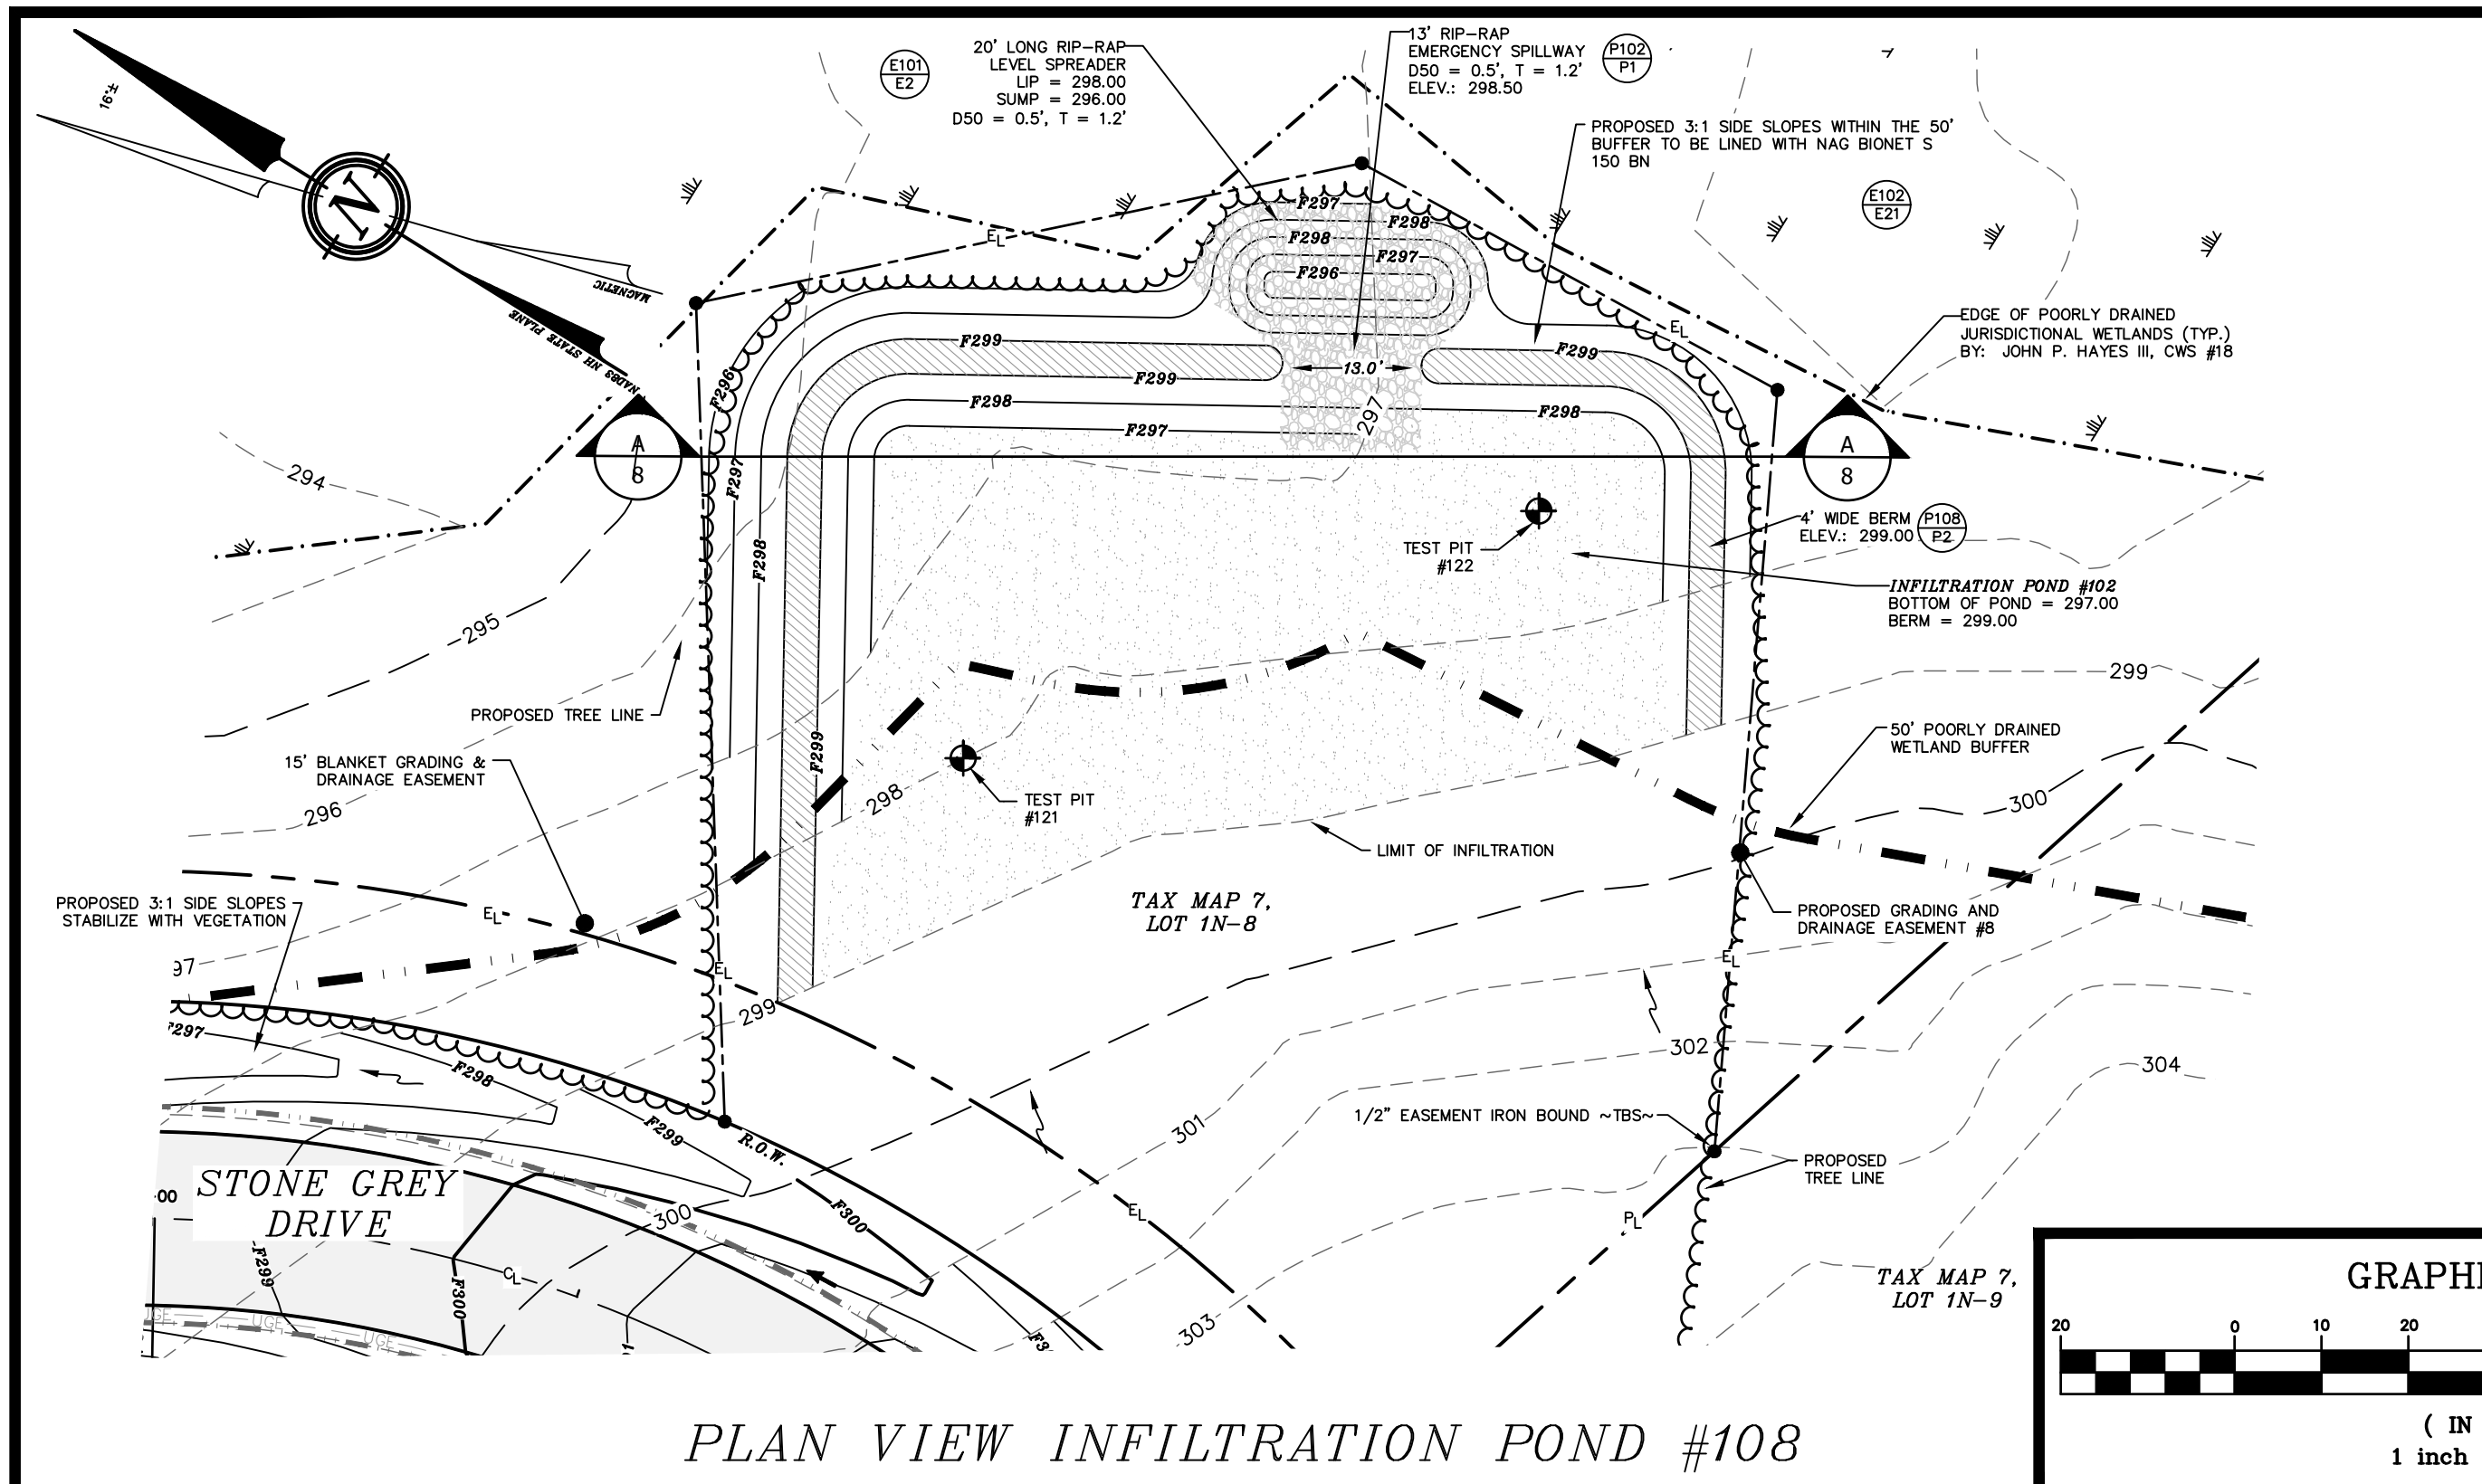 20' LONG RIP-RAP
LEVEL SPREADER
LIP = 298.00
SUMP = 296.00
D50 = 0.5', T = 1.2'
E101
E2
13' RIP-RAP
EMERGENCY SPILLWAY
D50 = 0.5', T = 1.2'
ELEV.: 298.50
P102
P1
PROPOSED 3:1 SIDE SLOPES WITHIN THE 50'
BUFFER TO BE LINED WITH NAG BIONET S
150 BN
E102
E21
16°±
N
MAGNETIC
NAD83 NH STATE PLANE
EDGE OF POORLY DRAINED
JURISDICTIONAL WETLANDS (TYP.)
BY: JOHN P. HAYES III, CWS #18
F297
F298
F298
F297
F296
EL
EL
F299
F299
F299
13.0'
F296
F298
F298
F297
297
A
8
A
8
294
F297
F298
4' WIDE BERM
ELEV.: 299.00
P108
P2
TEST PIT
#122
INFILTRATION POND #102
BOTTOM OF POND = 297.00
BERM = 299.00
295
299
PROPOSED TREE LINE
50' POORLY DRAINED
WETLAND BUFFER
15' BLANKET GRADING &
DRAINAGE EASEMENT
F299
298
296
TEST PIT
#121
300
LIMIT OF INFILTRATION
PROPOSED 3:1 SIDE SLOPES
STABILIZE WITH VEGETATION
EL
TAX MAP 7,
LOT 1N-8
PROPOSED GRADING AND
DRAINAGE EASEMENT #8
97
EL
EL
299
F297
F298
302
304
1/2" EASEMENT IRON BOUND ~TBS~
F299
R.O.W.
301
PROPOSED
TREE LINE
STONE GREY
DRIVE
00
300
F300
EL
PL
F299
F300
CL
TAX MAP 7,
LOT 1N-9
303
UGE
UGE
UGE
01
F3
GRAPHI
20 0 10 20
( IN
1 inch
PLAN VIEW INFILTRATION POND #108